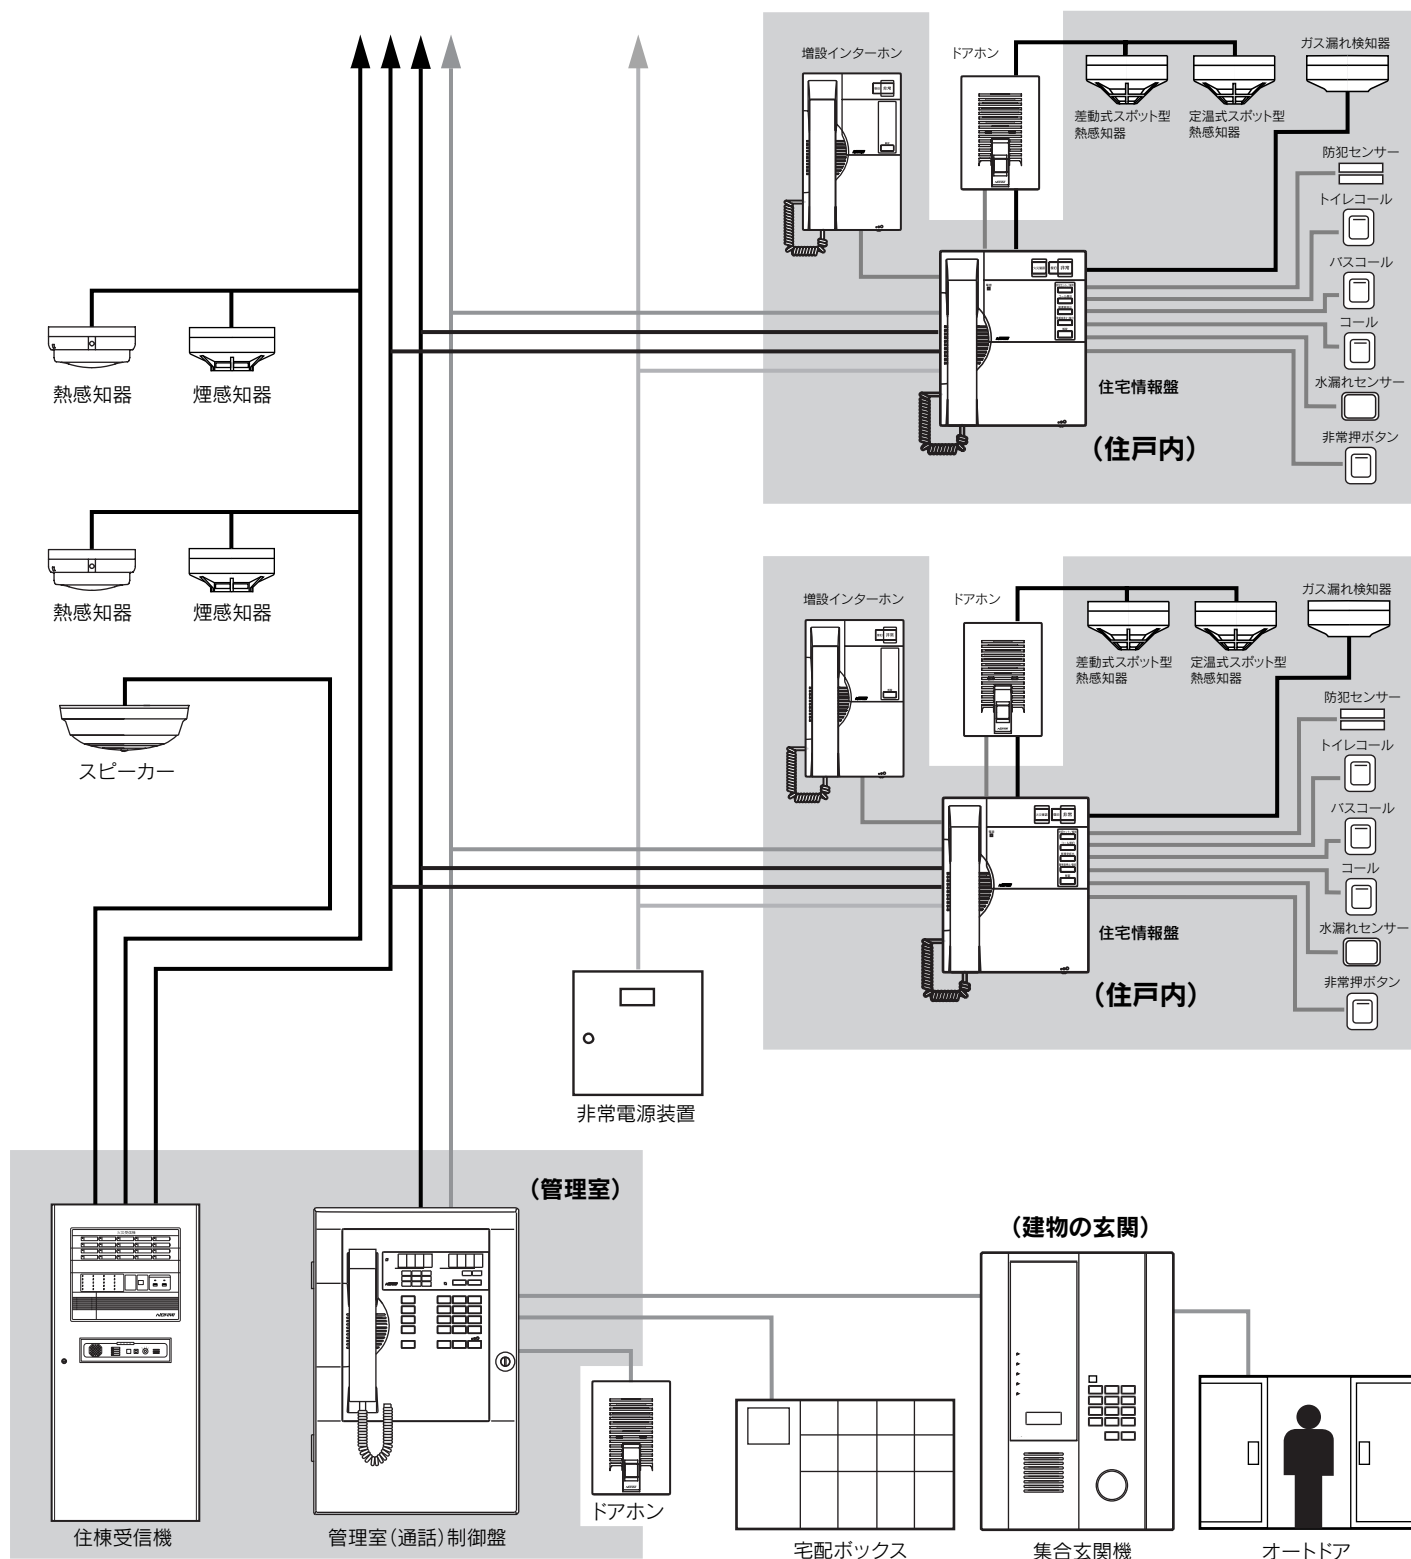 増設インターホン
ドアホン
差動式スポット型
熱感知器
定温式スポット型
熱感知器
ガス漏れ検知器
防犯センサー
トイレコール
バスコール
コール
水漏れセンサー
非常押ボタン
住宅情報盤
（住戸内）
熱感知器
煙感知器
熱感知器
煙感知器
スピーカー
増設インターホン
ドアホン
差動式スポット型
熱感知器
定温式スポット型
熱感知器
ガス漏れ検知器
防犯センサー
トイレコール
バスコール
コール
水漏れセンサー
非常押ボタン
住宅情報盤
（住戸内）
非常電源装置
（管理室）
（建物の玄関）
住棟受信機
管理室（通話）制御盤
ドアホン
宅配ボックス
集合玄関機
オートドア